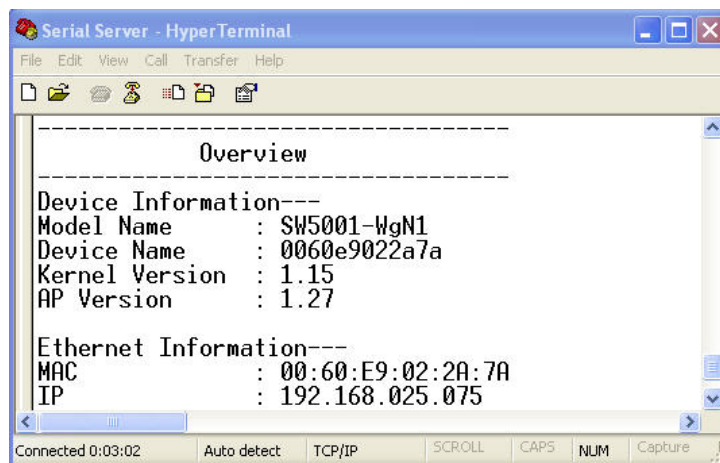 Serial Server - HyperTerminal
File Edit View Call Transfer Help
-----------------------------------
Overview
-----------------------------------
Device Information---
Model Name : SW5001-WgN1
Device Name : 0060e9022a7a
Kernel Version : 1.15
AP Version : 1.27
Ethernet Information---
MAC : 00:60:E9:02:2A:7A
IP : 192.168.025.075
Connected 0:03:02 Auto detect TCP/IP SCROLL CAPS NUM Capture